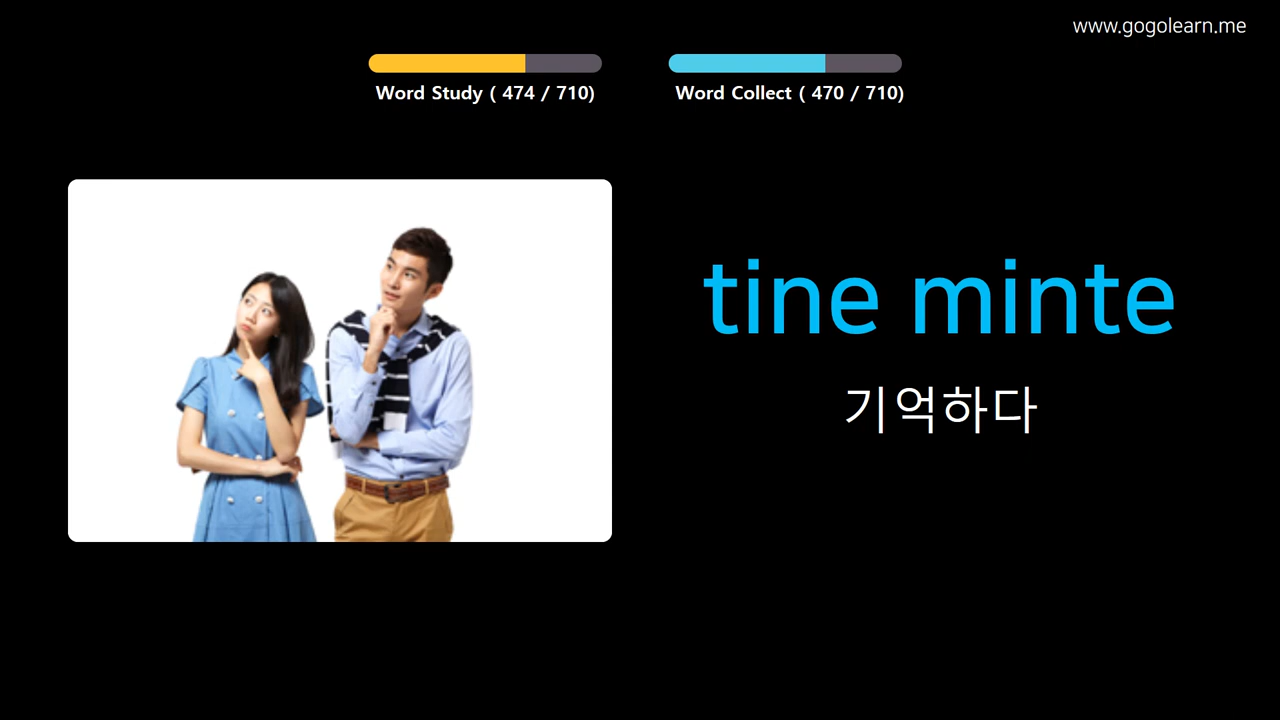 www.gogolearn.me
Word Study ( 474 / 710)
Word Collect ( 470 / 710)
tine minte
기억하다